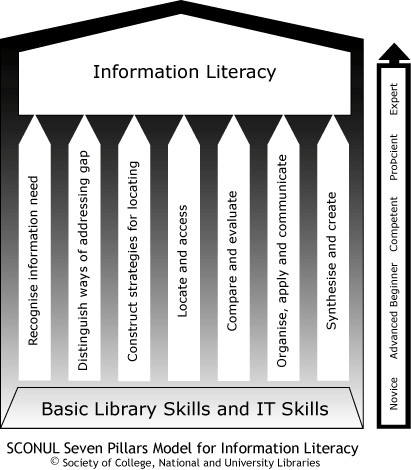 Information Literacy
Recognise information need
Distinguish ways of addressing gap
Construct strategies for locating
Locate and access
Compare and evaluate
Organise, apply and communicate
Synthesise and create
Basic Library Skills and IT Skills
Novice
Advanced Beginner
Competent
ProÞcient
Expert
SCONUL Seven Pillars Model for Information Literacy
© Society of College, National and University Libraries